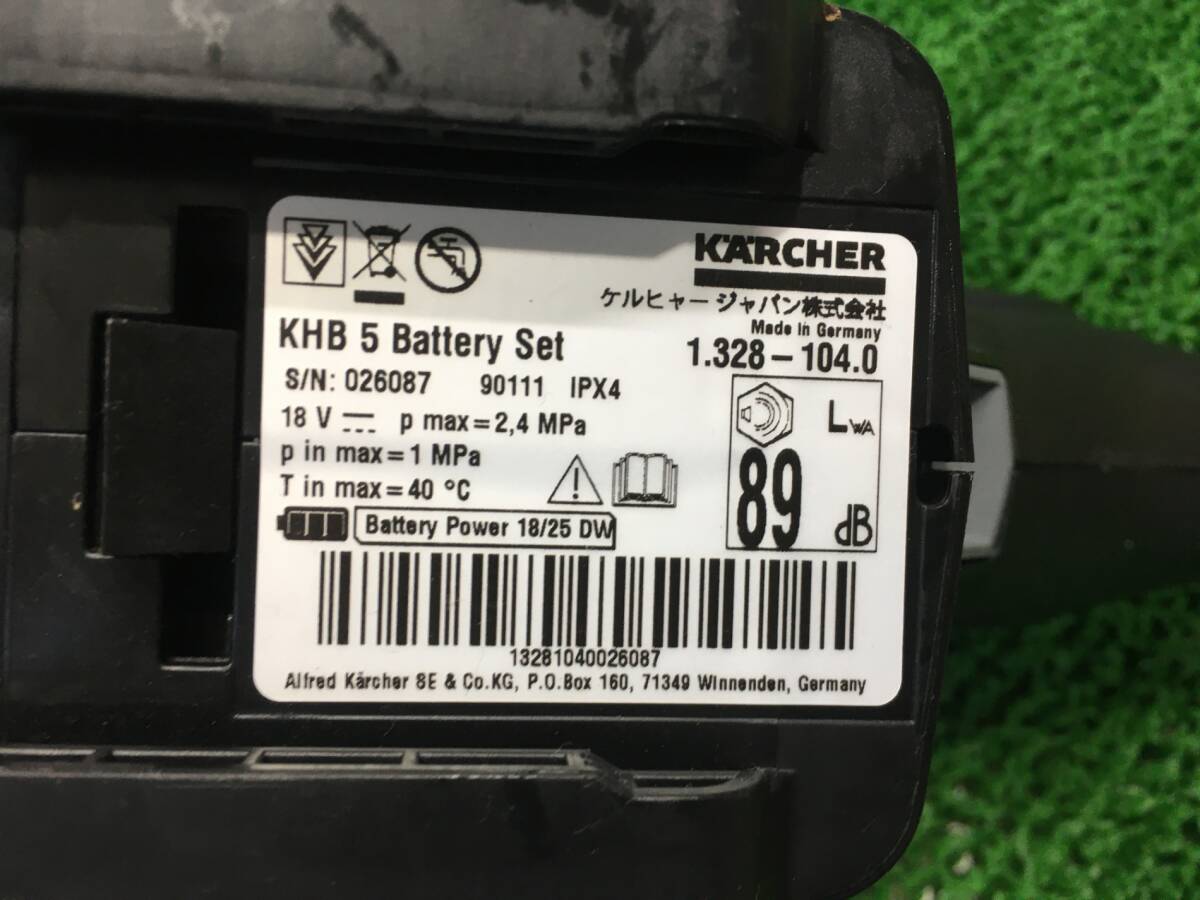 KÄRCHER
ケルヒャー ジャパン株式会社
Made in Germany
KHB 5 Battery Set
1.328-104.0
S/N: 026087 90111 IPX4
18 V p max=2,4 MPa
p in max=1 MPa
T in max=40 °C
Battery Power 18/25 DW
LWA
89
dB
13281040026087
Alfred Kärcher SE & Co.KG, P.O.Box 160, 71349 Winnenden, Germany